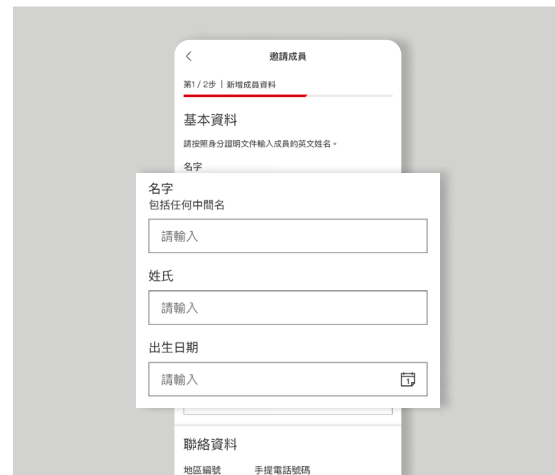 邀請成員
第1 / 2步 | 新增成員資料
基本資料
請按照身分證明文件輸入成員的英文姓名。
名字
名字
包括任何中間名
請輸入
姓氏
請輸入
出生日期
請輸入
1
聯絡資料
地區編號 手提電話號碼